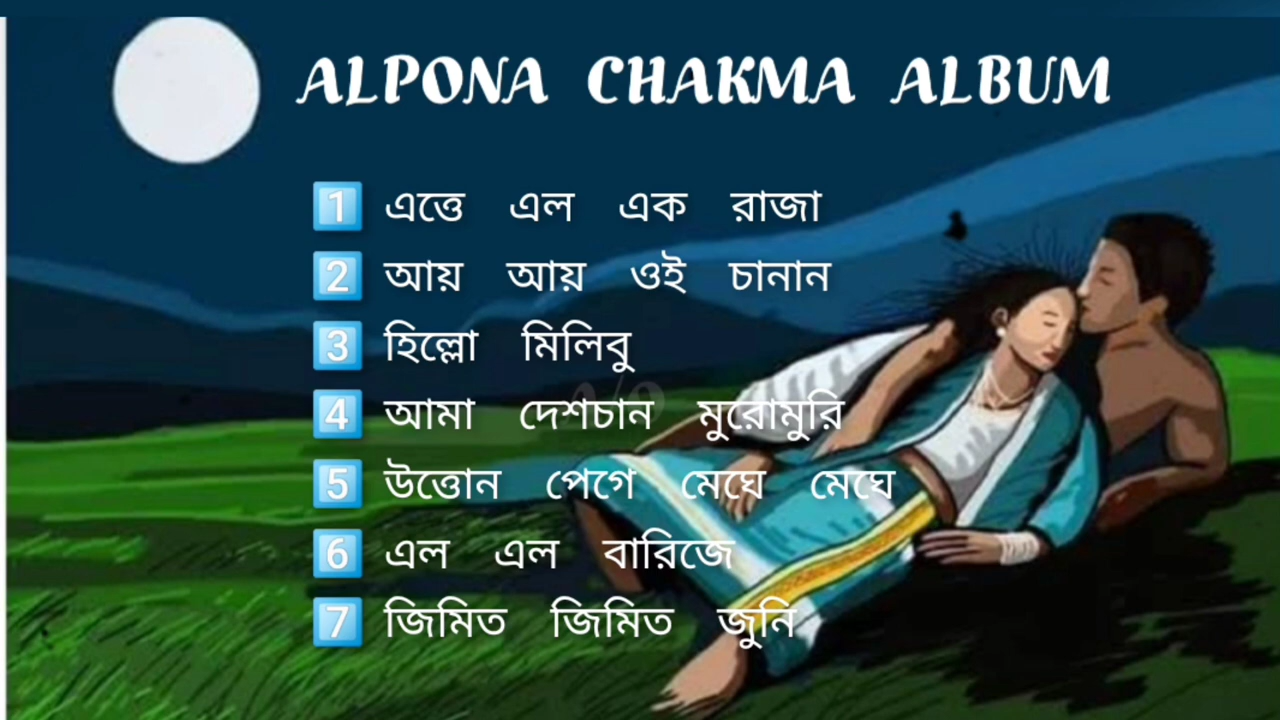 ALPONA CHAKMA ALBUM
1 এত্তে এল এক রাজা
2 আয় আয় ওই চানান
3 হিল্লো মিলিবু
4 আমা দেশচান মুরোমুরি
5 উত্তোন পেগে মেঘে মেঘে
6 এল এল বারিজে
7 জিমিত জিমিত জুনি